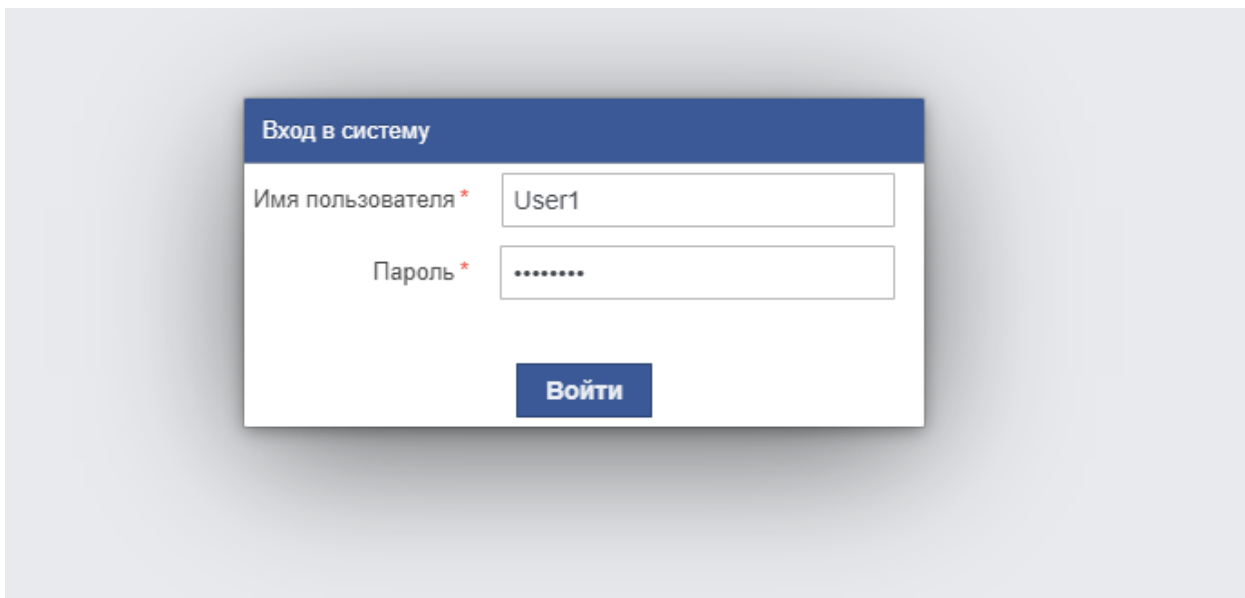 Вход в систему
Имя пользователя * User1
Пароль * ••••••••
Войти